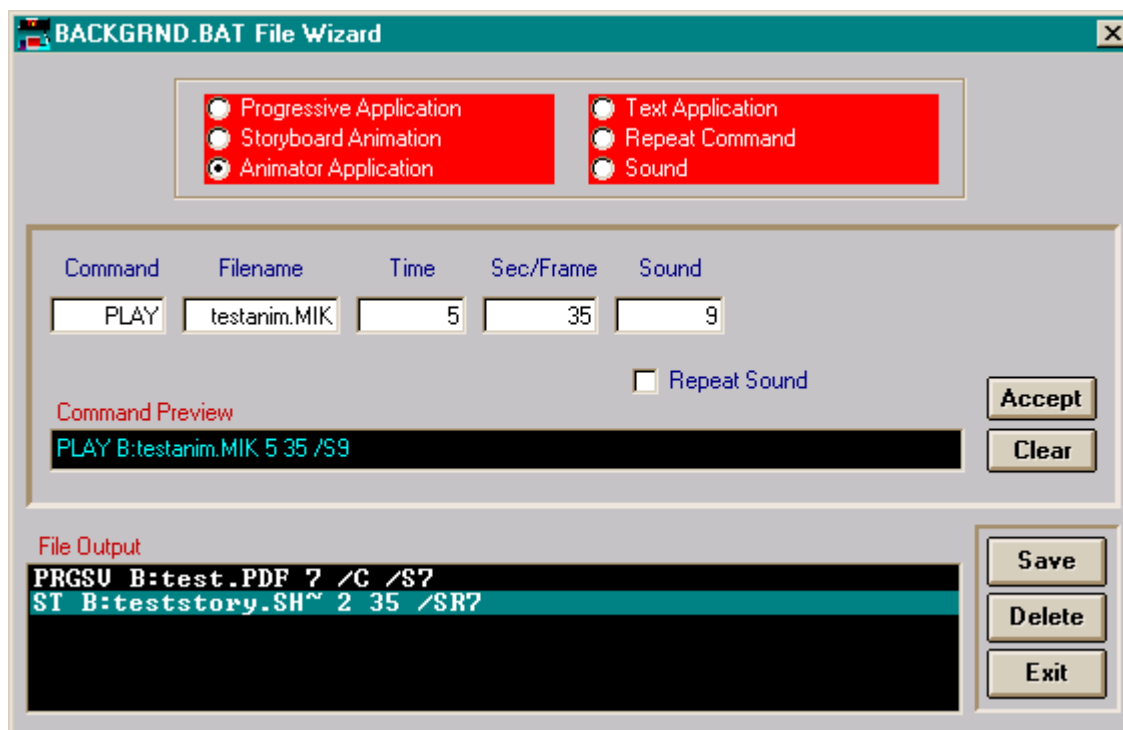 BACKGRND.BAT File Wizard
Progressive Application
Storyboard Animation
Animator Application
Text Application
Repeat Command
Sound
Command Filename Time Sec/Frame Sound
PLAY testanim.MIK 5 35 9
Repeat Sound
Command Preview
PLAY B:testanim.MIK 5 35 /S9
Accept
Clear
File Output
PRGSV B:test.PDF 7 /C /S7
ST B:teststory.SH~ 2 35 /SR7
Save
Delete
Exit